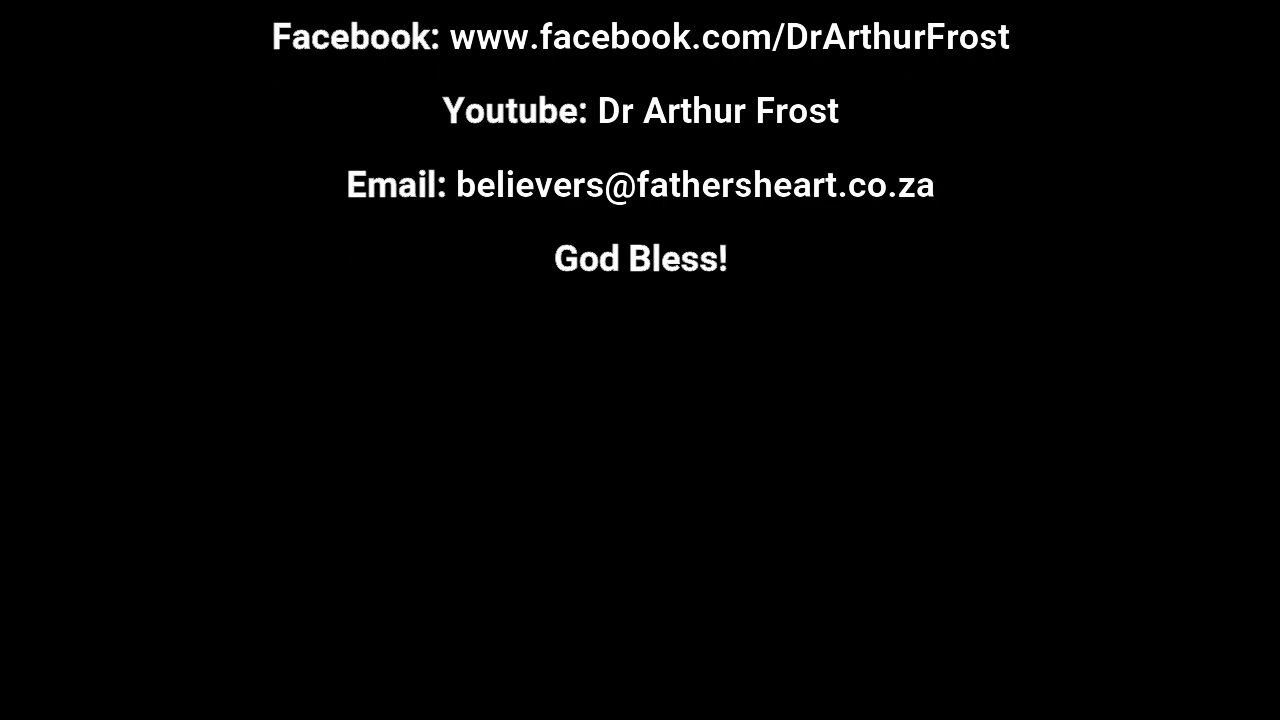 Facebook: www.facebook.com/DrArthurFrost
Youtube: Dr Arthur Frost
Email: believers@fathersheart.co.za
God Bless!